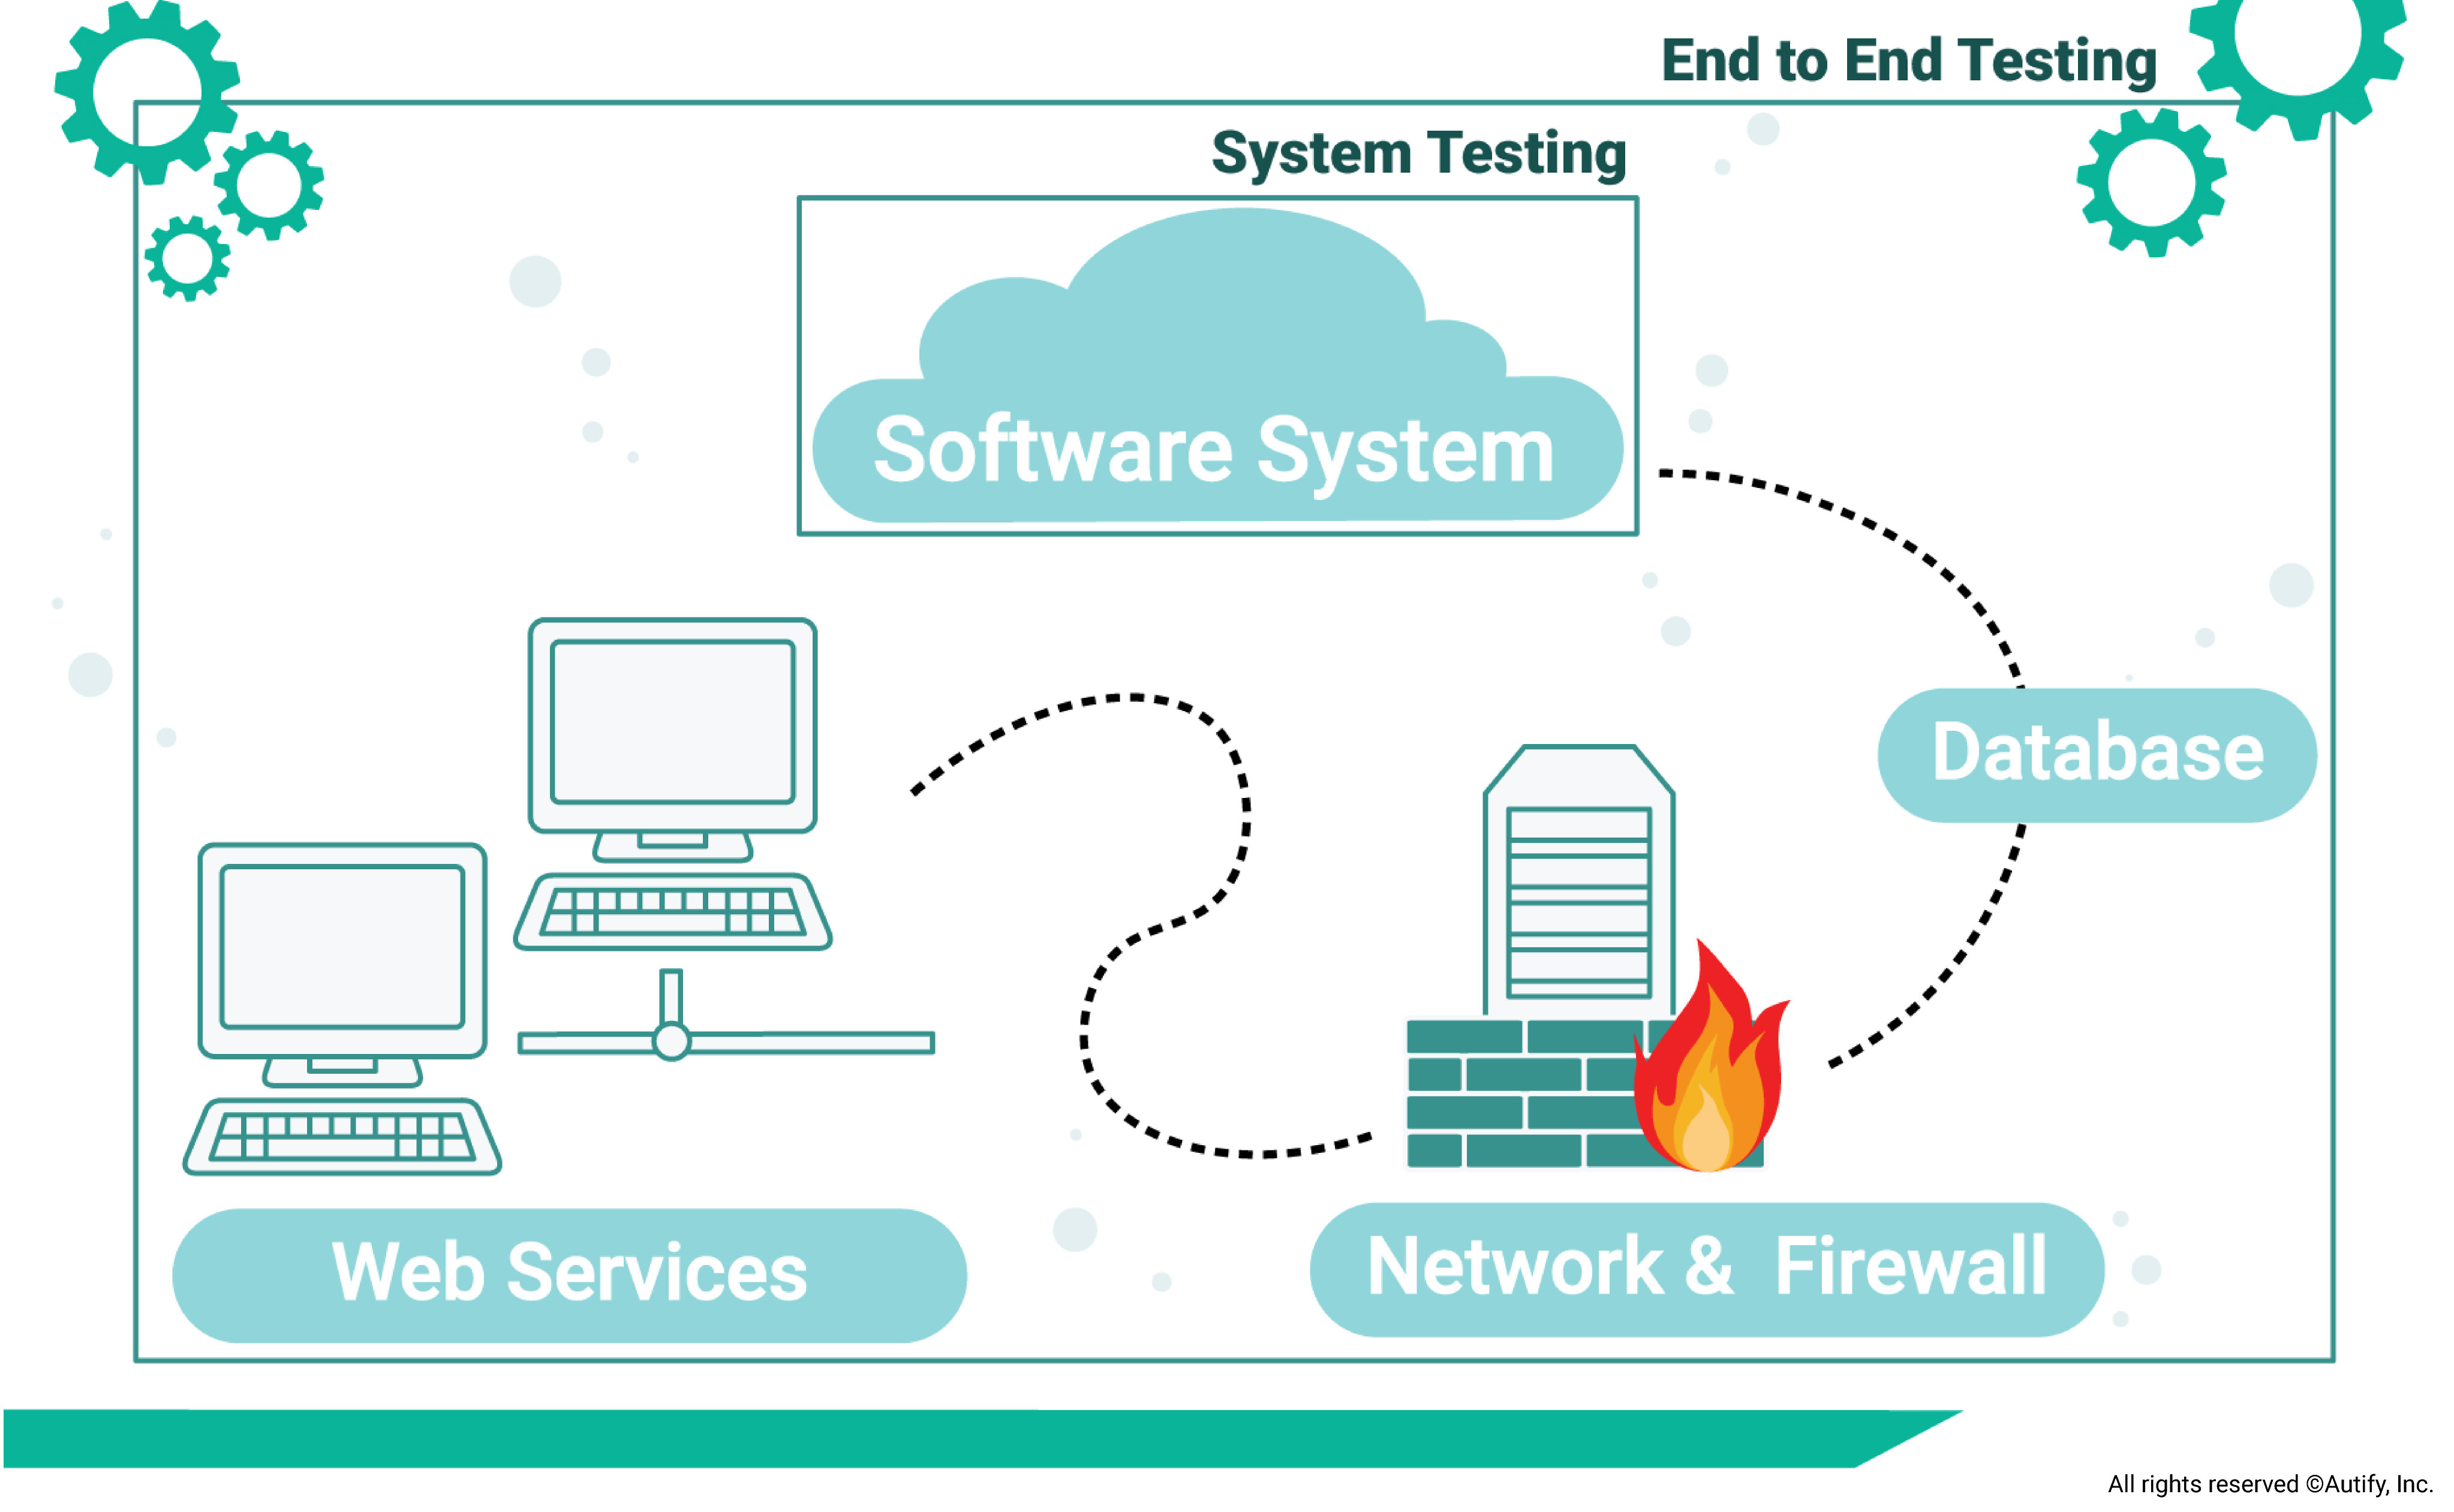 End to End Testing
System Testing
Software System
Database
Web Services
Network & Firewall
All rights reserved ©Autify, Inc.